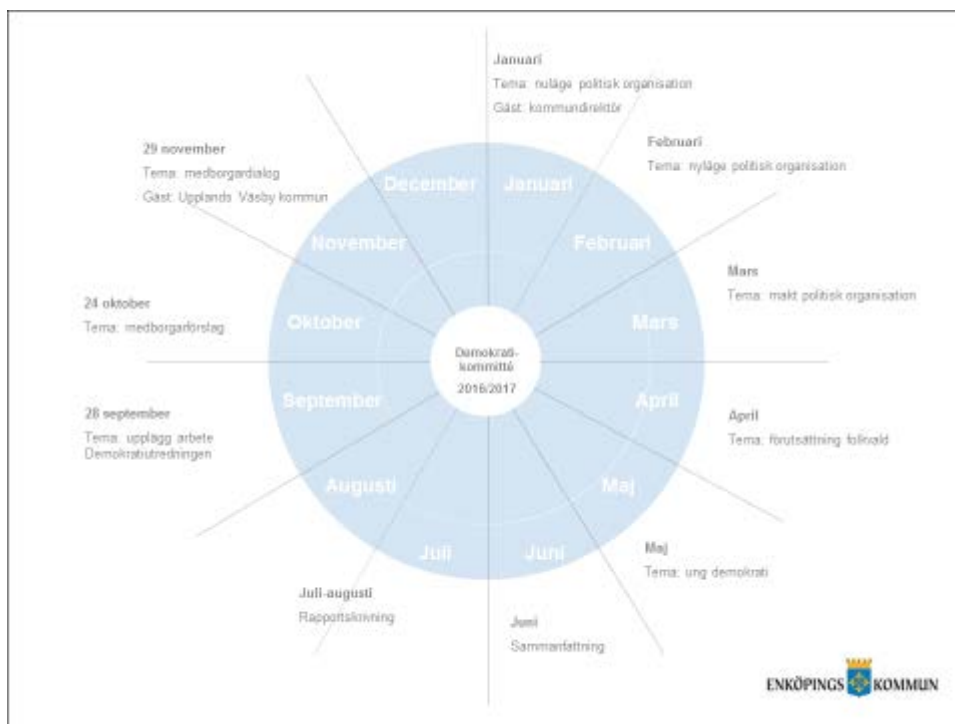 Januari
Tema: nuläge politisk organisation
Gäst: kommundirektör
Februari
Tema: nyläge politisk organisation
Mars
Tema: makt politisk organisation
April
Tema: förutsättning folkvald
Maj
Tema: ung demokrati
Juni
Sammanfattning
Juli-augusti
Rapportskrivning
28 september
Tema: upplägg arbete
Demokratiutredningen
24 oktober
Tema: medborgarförslag
29 november
Tema: medborgardialog
Gäst: Upplands Väsby kommun
Januari
Februari
Mars
April
Maj
Juni
Juli
Augusti
September
Oktober
November
December
Demokrati-
kommitté
2016/2017
ENKÖPINGS KOMMUN